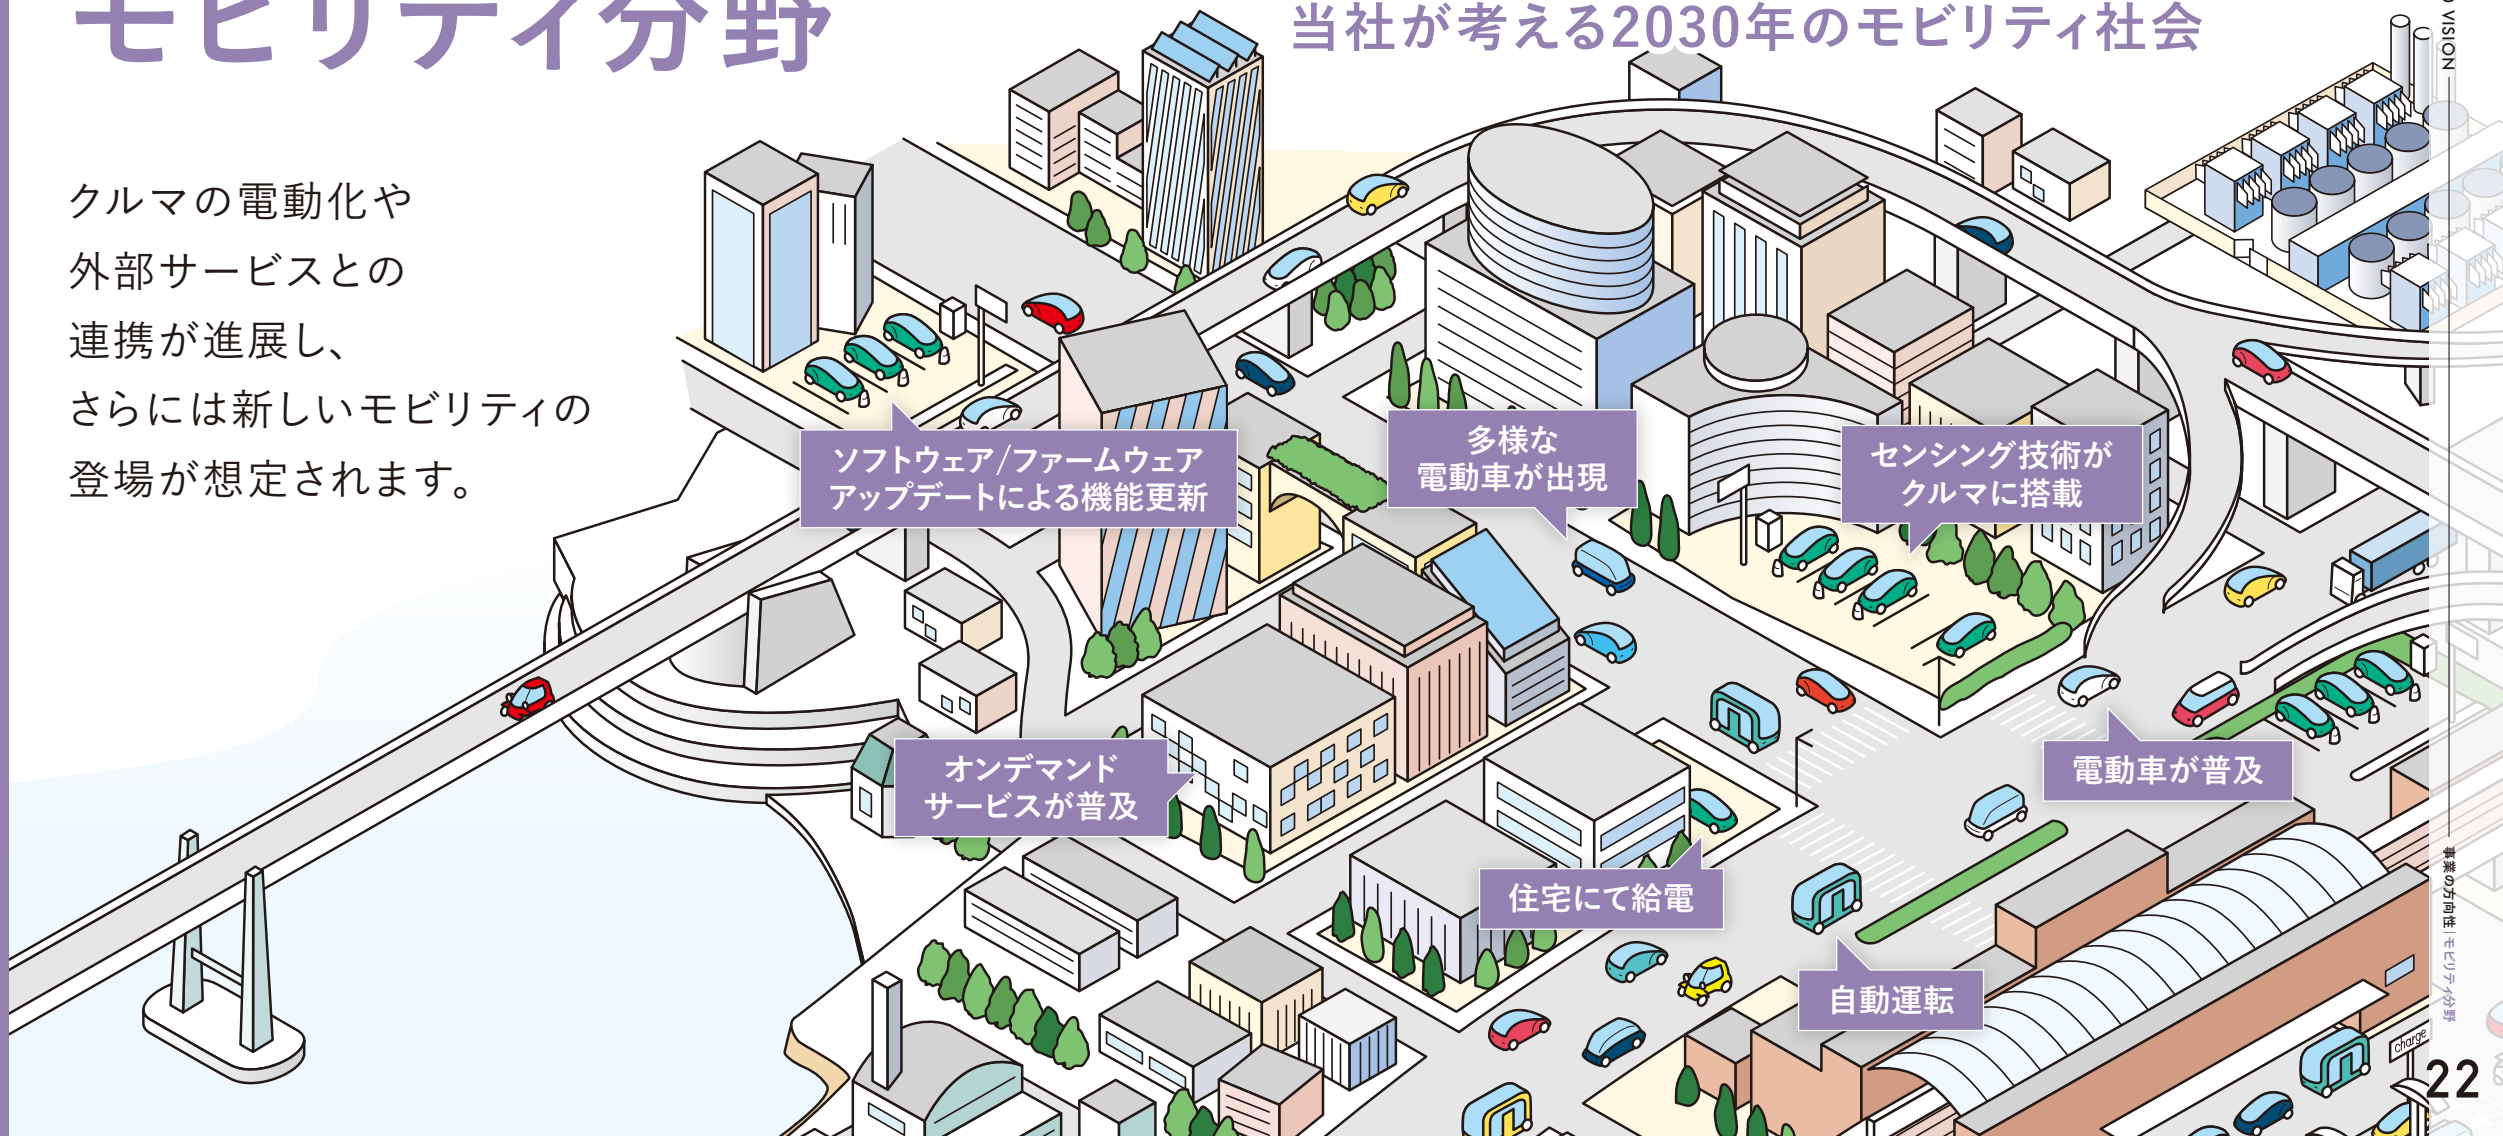 モビリティ分野
当社が考える2030年のモビリティ社会
クルマの電動化や
外部サービスとの
連携が進展し、
さらには新しいモビリティの
登場が想定されます。
ソフトウェア/ファームウェア
アップデートによる機能更新
多様な
電動車が出現
センシング技術が
クルマに搭載
オンデマンド
サービスが普及
電動車が普及
住宅にて給電
自動運転
charge
VISION
事業の方向性|モビリティ分野
22